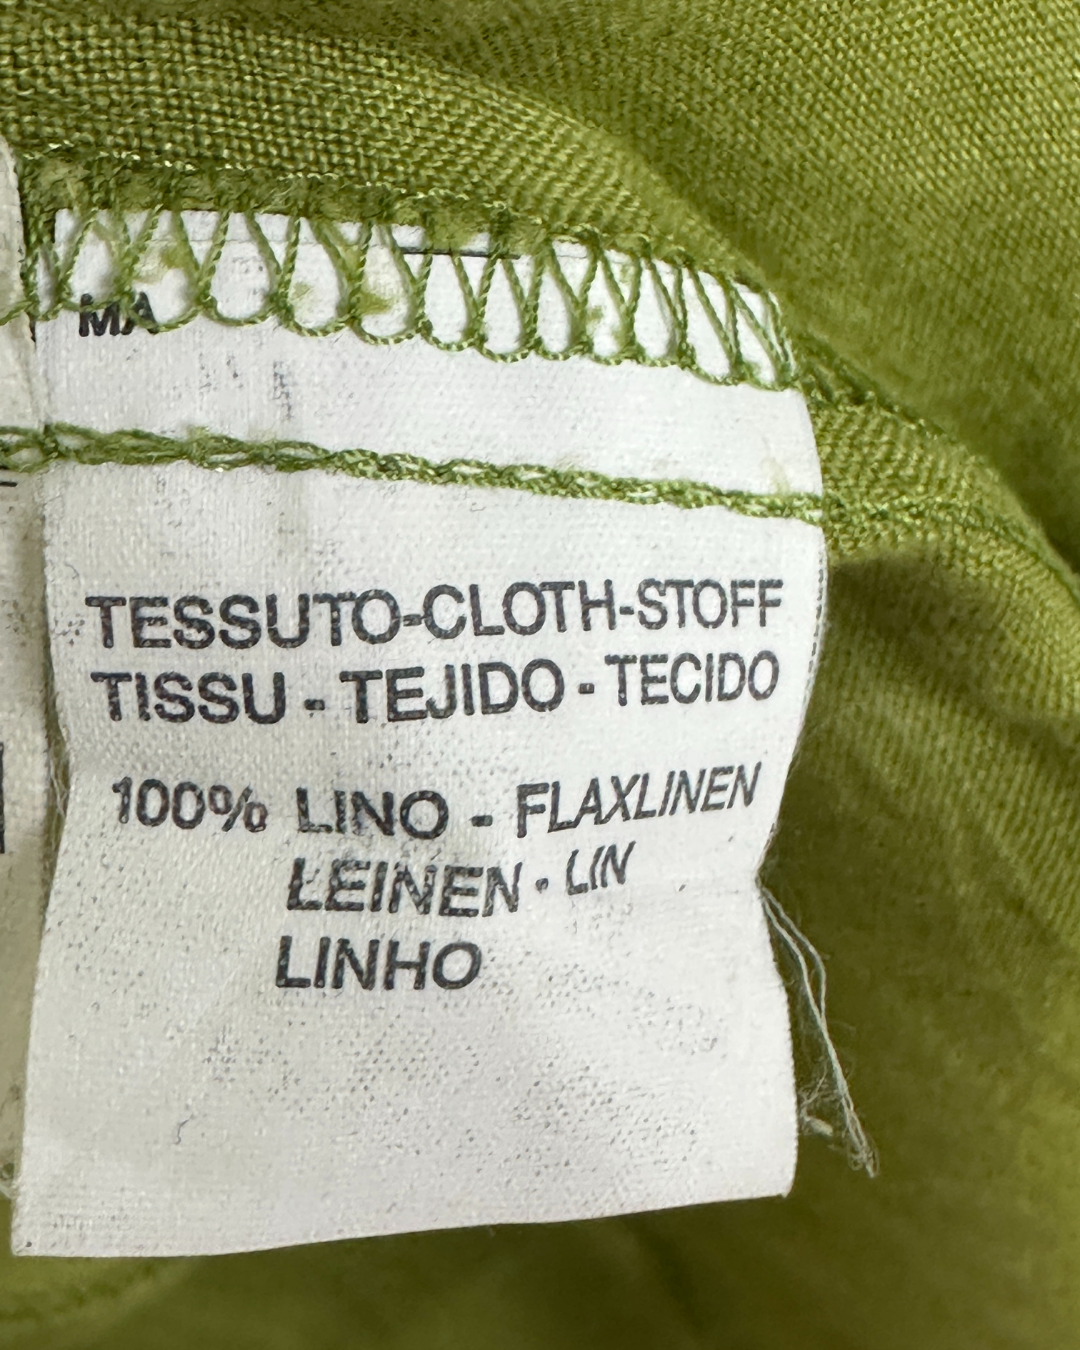 MA
TESSUTO-CLOTH-STOFF
TISSU - TEJIDO - TECIDO
100% LINO - FLAXLINEN
LEINEN - LIN
LINHO